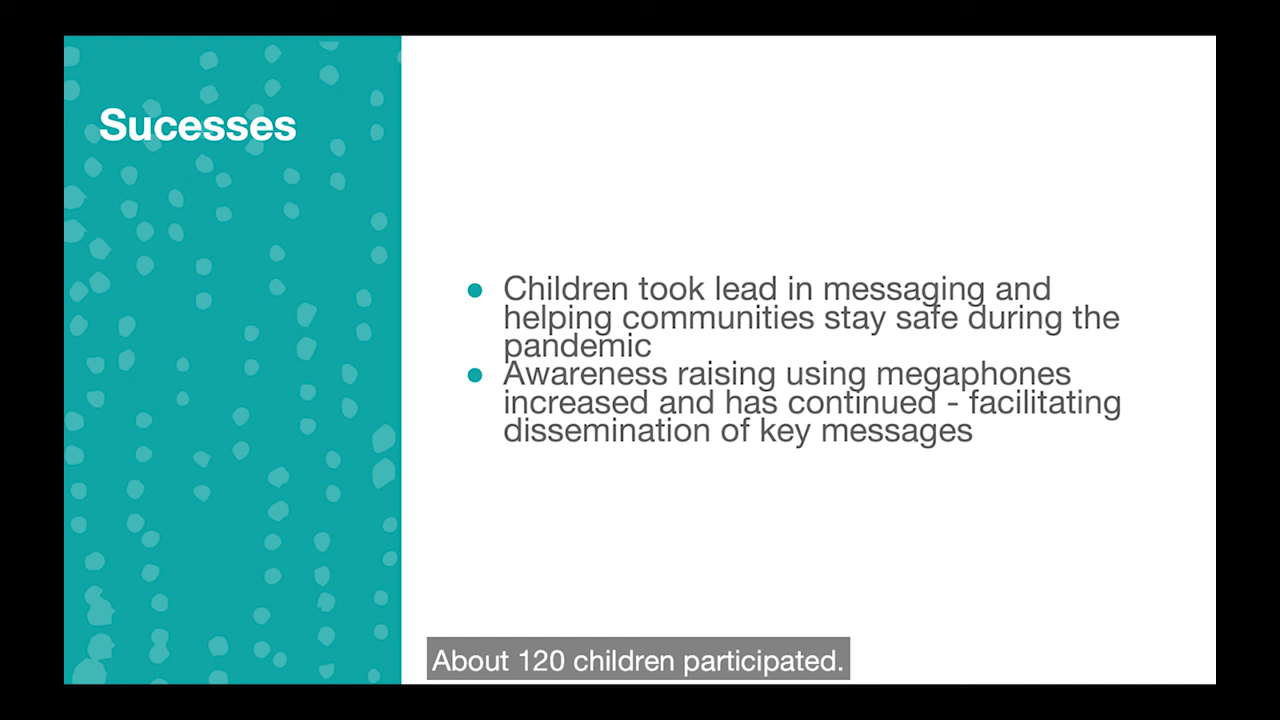 Sucesses
● Children took lead in messaging and
helping communities stay safe during the
pandemic
● Awareness raising using megaphones
increased and has continued - facilitating
dissemination of key messages
About 120 children participated.